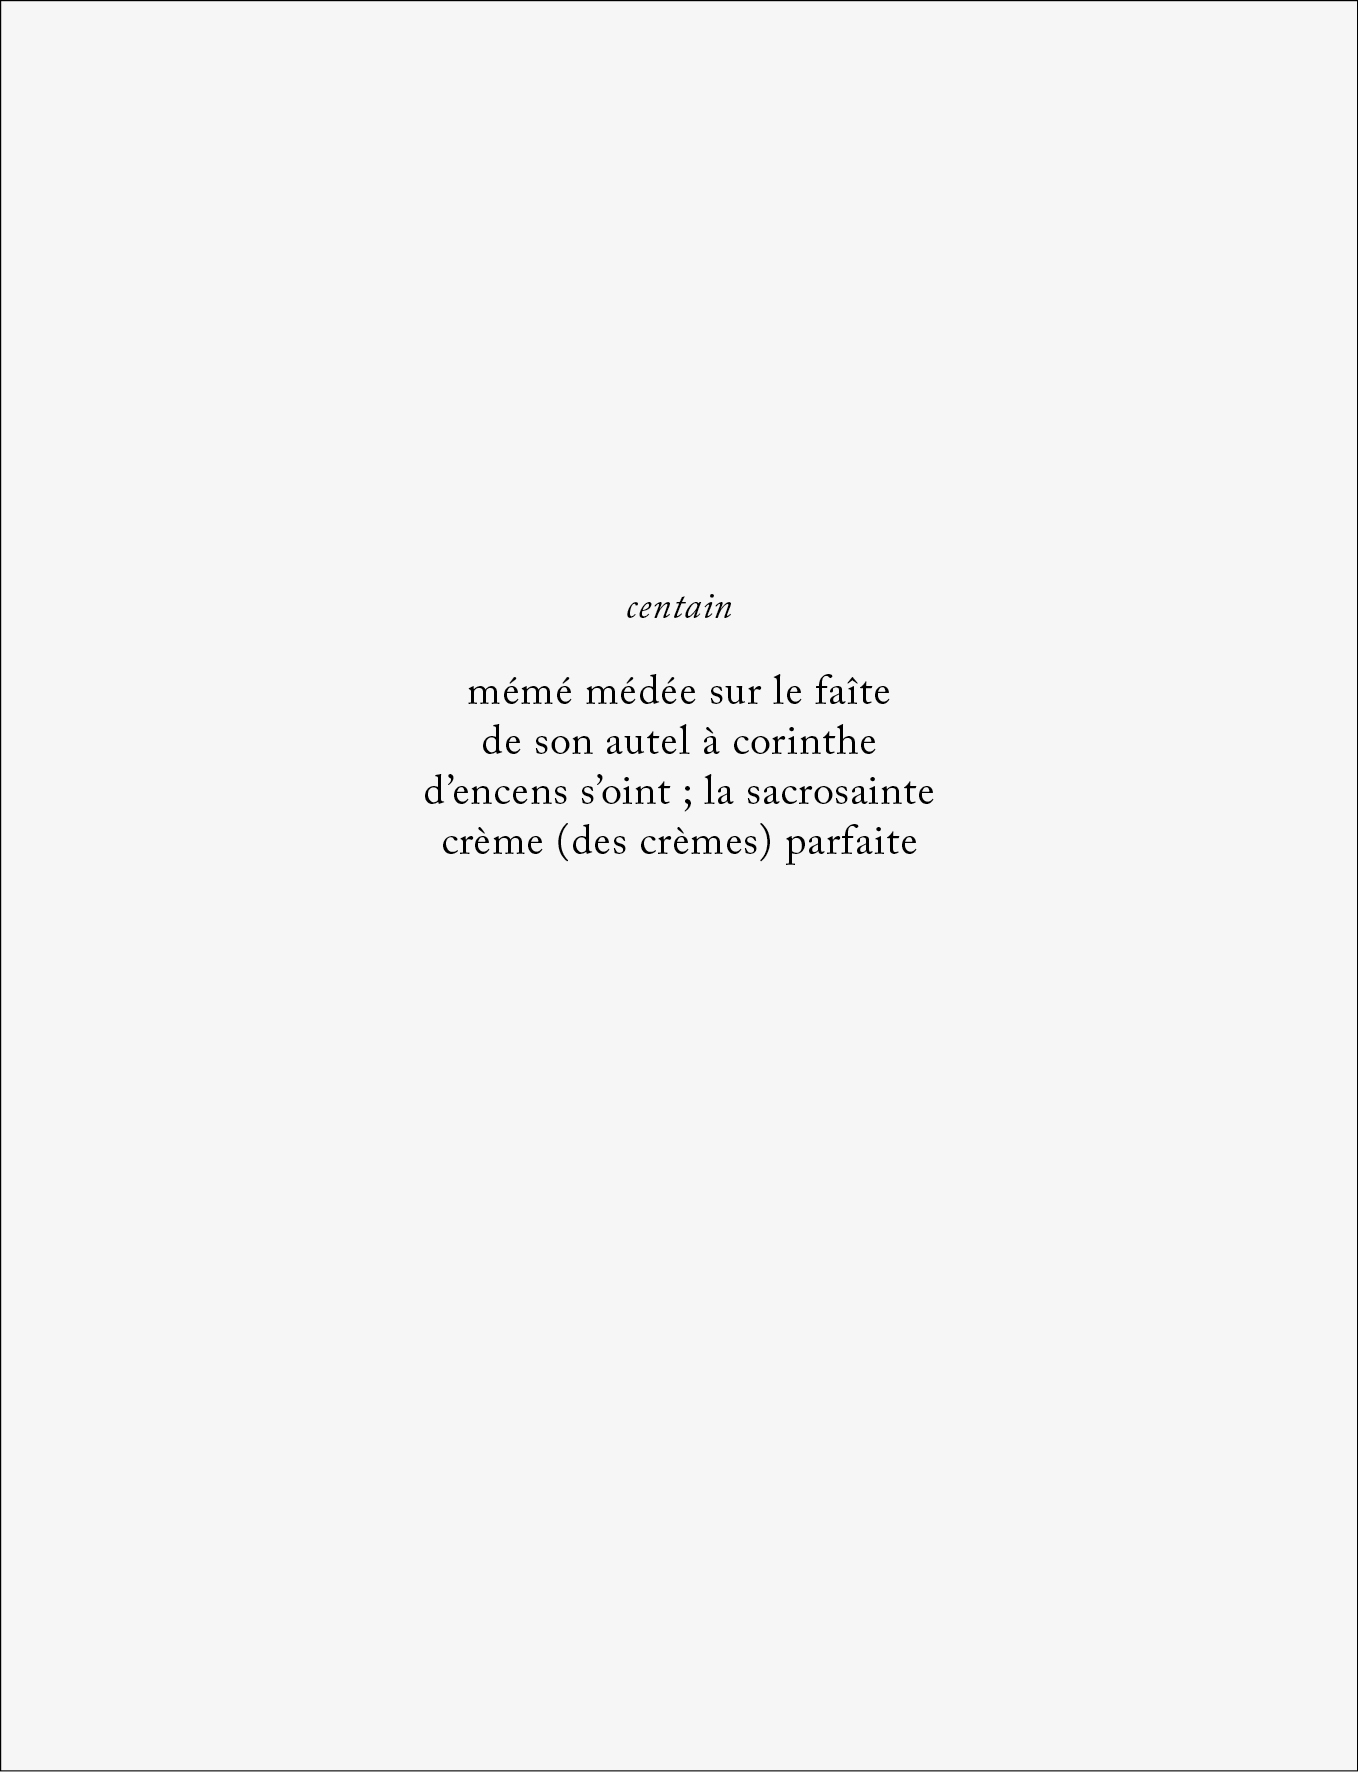 centain
mémé médée sur le faîte
de son autel à corinthe
d’encens s’oint ; la sacrosainte
crème (des crèmes) parfaite